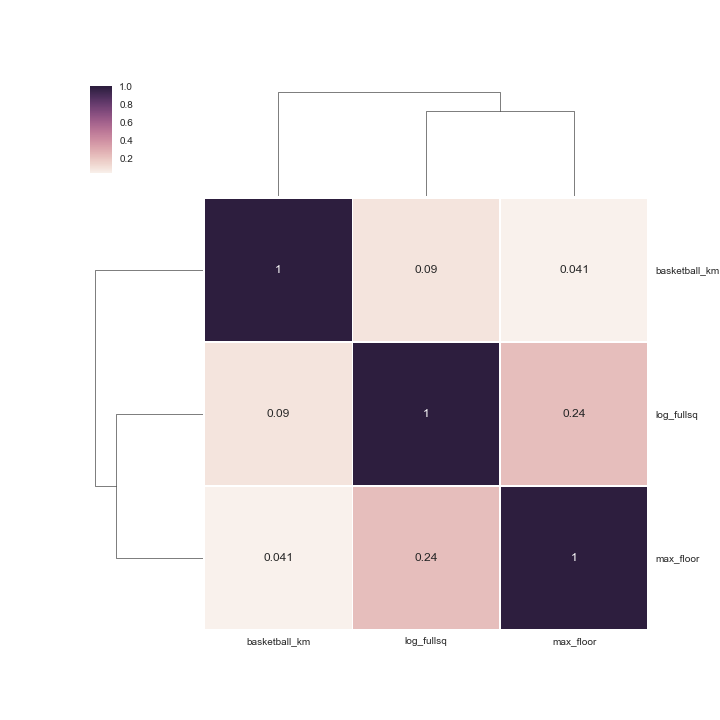 1.0
0.8
0.6
0.4
0.2
1 0.09 0.041 basketball_km
0.09 1 0.24 log_fullsq
0.041 0.24 1 max_floor
basketball_km log_fullsq max_floor